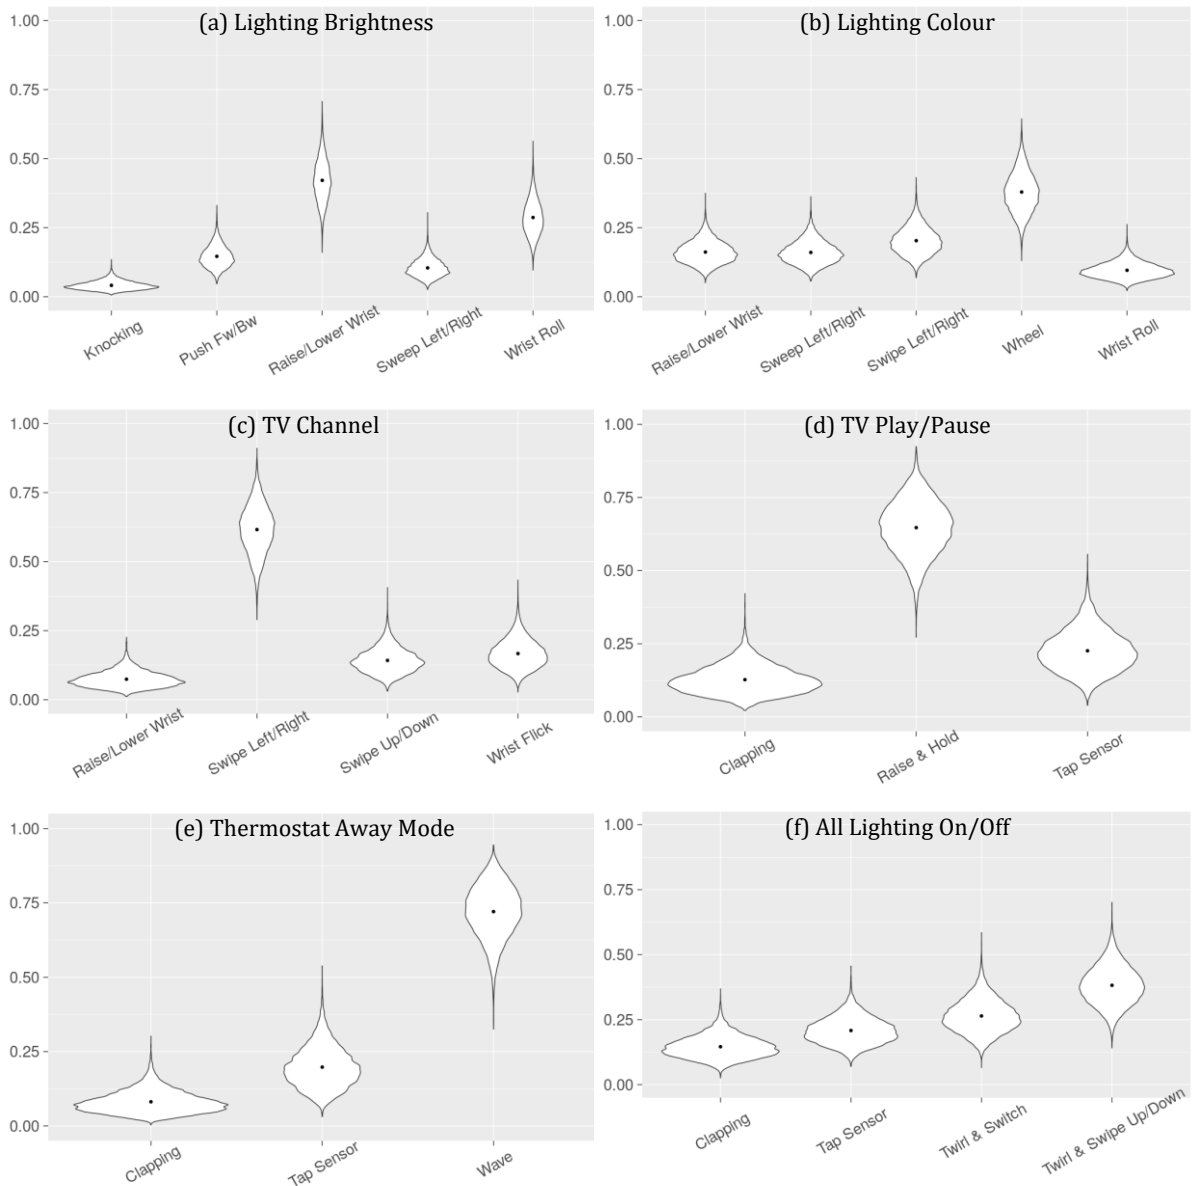 (a) Lighting Brightness
1.00
0.75
0.50
0.25
0.00
Knocking
Push Fw/Bw
Raise/Lower Wrist
Sweep Left/Right
Wrist Roll
(b) Lighting Colour
1.00
0.75
0.50
0.25
0.00
Raise/Lower Wrist
Sweep Left/Right
Swipe Left/Right
Wheel
Wrist Roll
(c) TV Channel
1.00
0.75
0.50
0.25
0.00
Raise/Lower Wrist
Swipe Left/Right
Swipe Up/Down
Wrist Flick
(d) TV Play/Pause
1.00
0.75
0.50
0.25
0.00
Clapping
Raise & Hold
Tap Sensor
(e) Thermostat Away Mode
1.00
0.75
0.50
0.25
0.00
Clapping
Tap Sensor
Wave
(f) All Lighting On/Off
1.00
0.75
0.50
0.25
0.00
Clapping
Tap Sensor
Twirl & Switch
Twirl & Swipe Up/Down